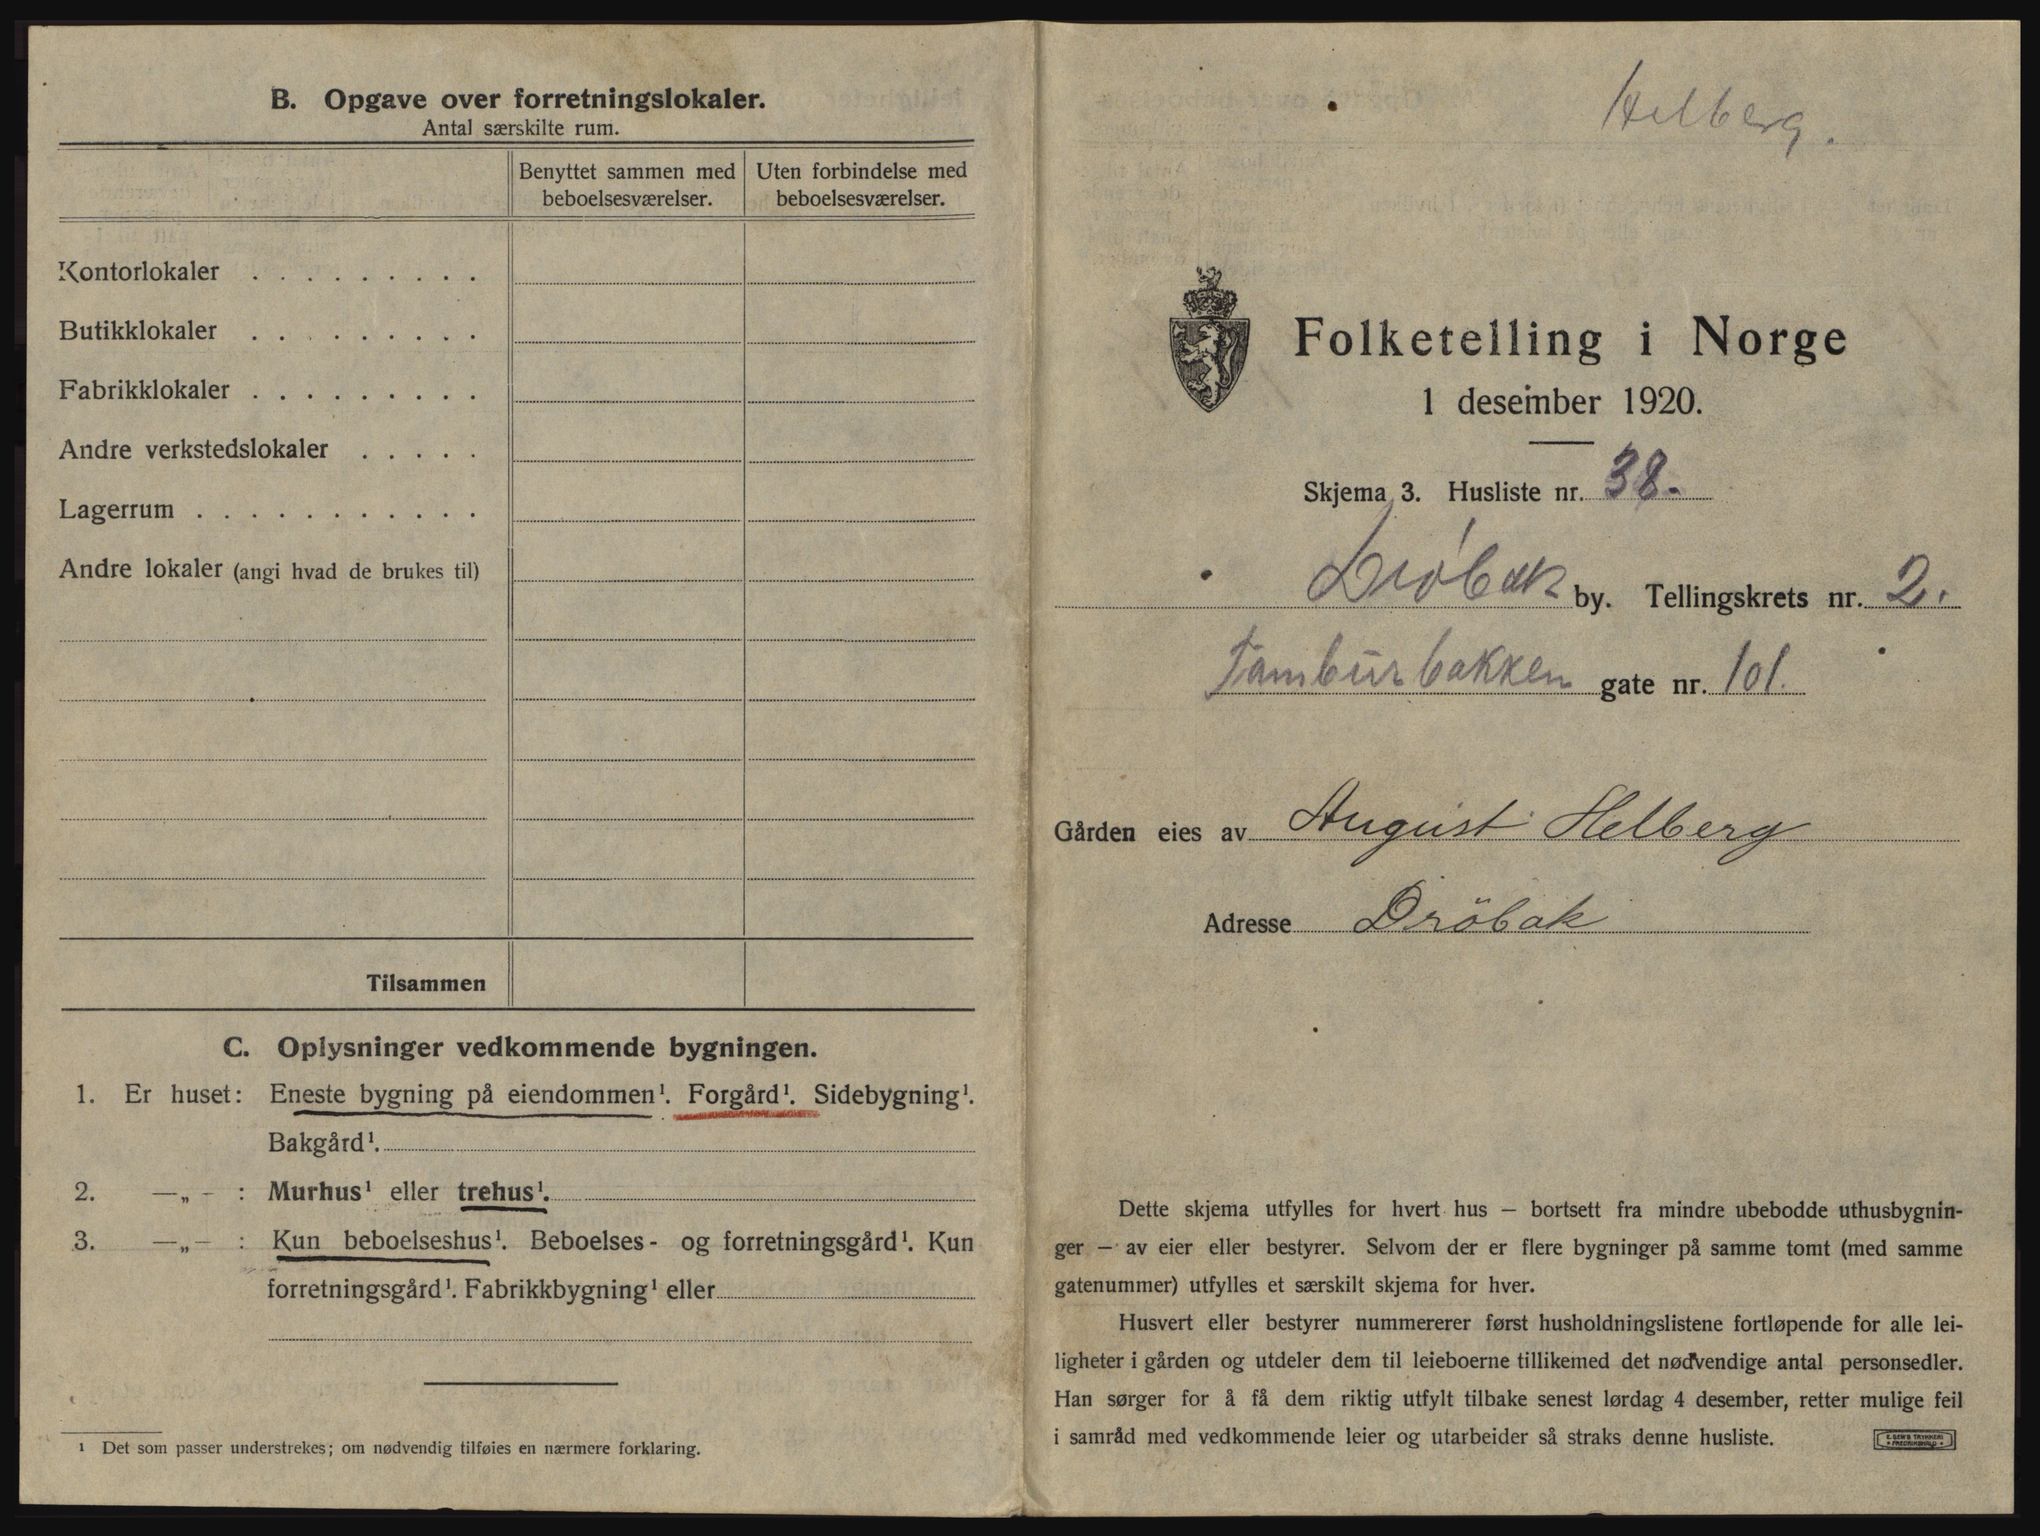 B. Opgave over forretningslokaler.
Antal særskilte rum.
Benyttet sammen med beboelsesværelser.
Uten forbindelse med beboelsesværelser.
Kontorlokaler . . . . . . . . .
Butikklokaler . . . . . . . . .
Fabrikklokaler . . . . . . . . .
Andre verkstedslokaler . . . . .
Lagerrum . . . . . . . . . . .
Andre lokaler (angi hvad de brukes til)
Tilsammen
C. Oplysninger vedkommende bygningen.
1. Er huset: Eneste bygning på eiendommen¹. Forgård¹. Sidebygning¹.
Bakgård¹.
2. —„— : Murhus¹ eller trehus¹.
3. —„— : Kun beboelseshus¹. Beboelses- og forretningsgård¹. Kun
forretningsgård¹. Fabrikkbygning¹ eller
¹ Det som passer understrekes; om nødvendig tilføies en nærmere forklaring.
Helberg.
Folketelling i Norge
1 desember 1920.
Skjema 3. Husliste nr. 38.
Drøbak by. Tellingskrets nr. 2.
Tamburbakken gate nr. 101.
Gården eies av August Helberg
Adresse Dröbak
Dette skjema utfylles for hvert hus — bortsett fra mindre ubebodde uthusbygnin-
ger — av eier eller bestyrer. Selvom der er flere bygninger på samme tomt (med samme
gatenummer) utfylles et særskilt skjema for hver.
Husvert eller bestyrer nummererer først husholdningslistene fortløpende for alle lei-
ligheter i gården og utdeler dem til leieboerne tillikemed det nødvendige antal personsedler.
Han sørger for å få dem riktig utfylt tilbake senest lørdag 4 desember, retter mulige feil
i samråd med vedkommende leier og utarbeider så straks denne husliste.